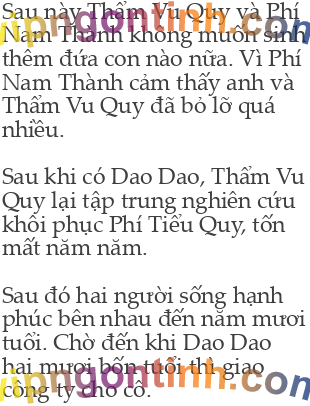 Sau này Thẩm Vu Quy và Phí
Nam Thành không muốn sinh
thêm đứa con nào nữa. Vì Phí
Nam Thành cảm thấy anh và
Thẩm Vu Quy đã bỏ lỡ quá
nhiều.
Sau khi có Dao Dao, Thẩm Vu
Quy lại tập trung nghiên cứu
khôi phục Phí Tiểu Quy, tốn
mất năm năm.
Sau đó hai người sống hạnh
phúc bên nhau đến năm mươi
tuổi. Chờ đến khi Dao Dao
hai mươi bốn tuổi thì giao
công ty cho cô.
vipngontinh.com
vipngontinh.com